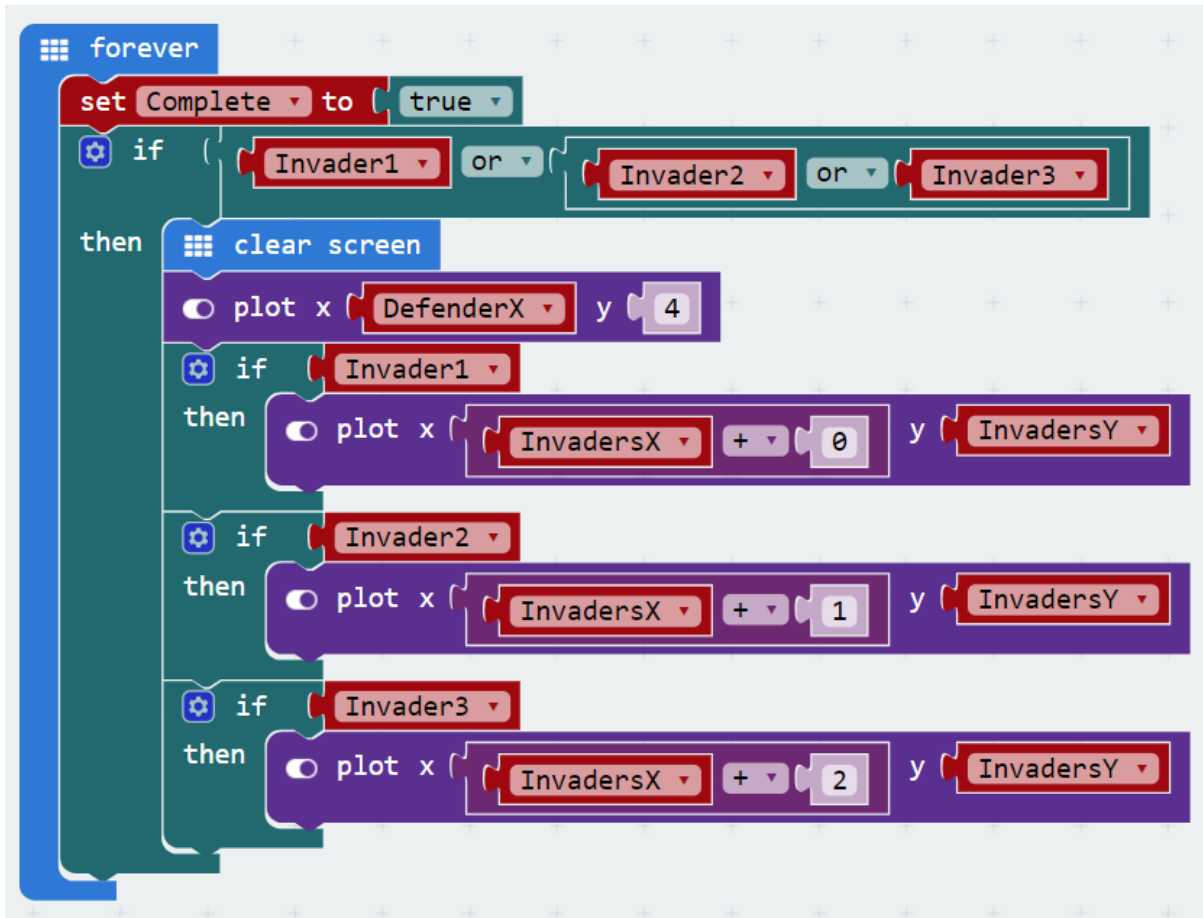 forever
set Complete to true
if Invader1 or Invader2 or Invader3
then clear screen
plot x DefenderX y 4
if Invader1
then plot x InvadersX + 0 y InvadersY
if Invader2
then plot x InvadersX + 1 y InvadersY
if Invader3
then plot x InvadersX + 2 y InvadersY